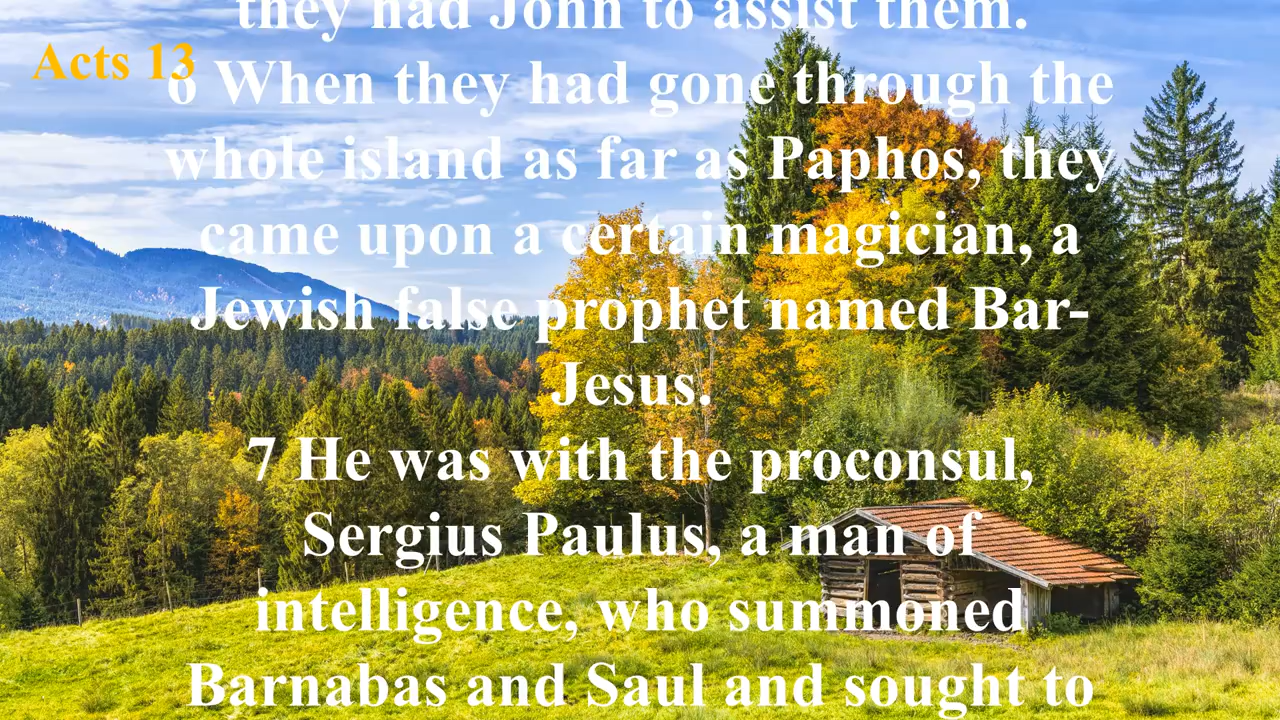 they had John to assist them.
Acts 13
6 When they had gone through the
whole island as far as Paphos, they
came upon a certain magician, a
Jewish false prophet named Bar-
Jesus.
7 He was with the proconsul,
Sergius Paulus, a man of
intelligence, who summoned
Barnabas and Saul and sought to